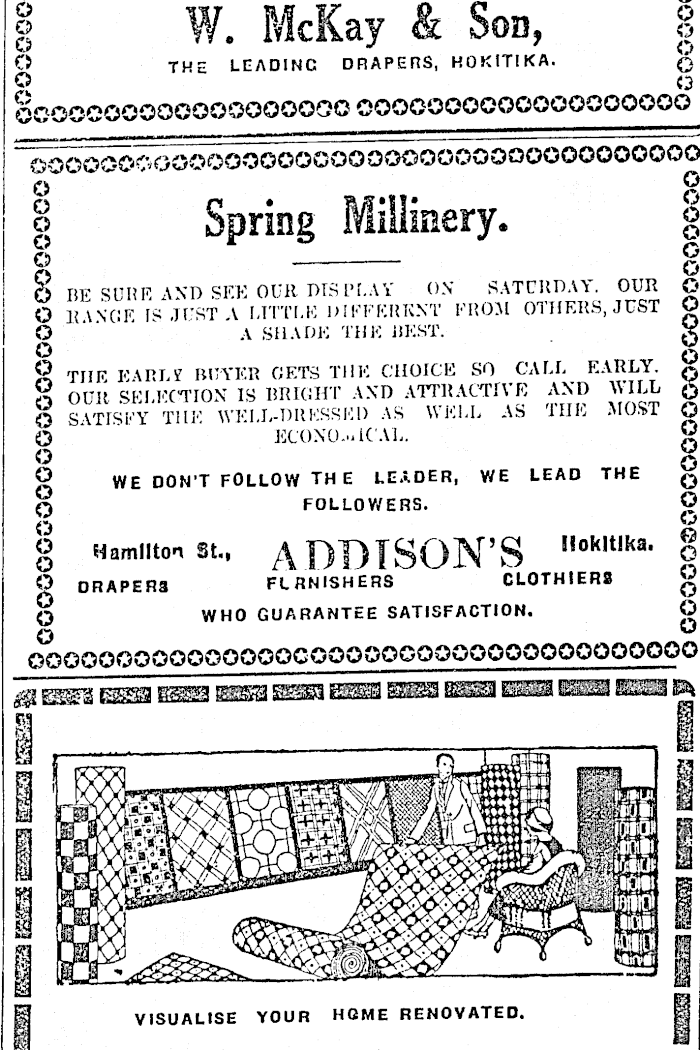 W. McKay & Son,
THE LEADING DRAPERS, HOKITIKA.
Spring Millinery.
BE SURE AND SEE OUR DISPLAY ON SATURDAY. OUR
RANGE IS JUST A LITTLE DIFFERENT FROM OTHERS, JUST
A SHADE THE BEST.
THE EARLY BUYER GETS THE CHOICE SO CALL EARLY.
OUR SELECTION IS BRIGHT AND ATTRACTIVE AND WILL
SATISFY THE WELL-DRESSED AS WELL AS THE MOST
ECONOMICAL.
WE DON'T FOLLOW THE LEADER, WE LEAD THE
FOLLOWERS.
Hamilton St., ADDISON'S Hokitika.
DRAPERS FURNISHERS CLOTHIERS
WHO GUARANTEE SATISFACTION.
VISUALISE YOUR HOME RENOVATED.